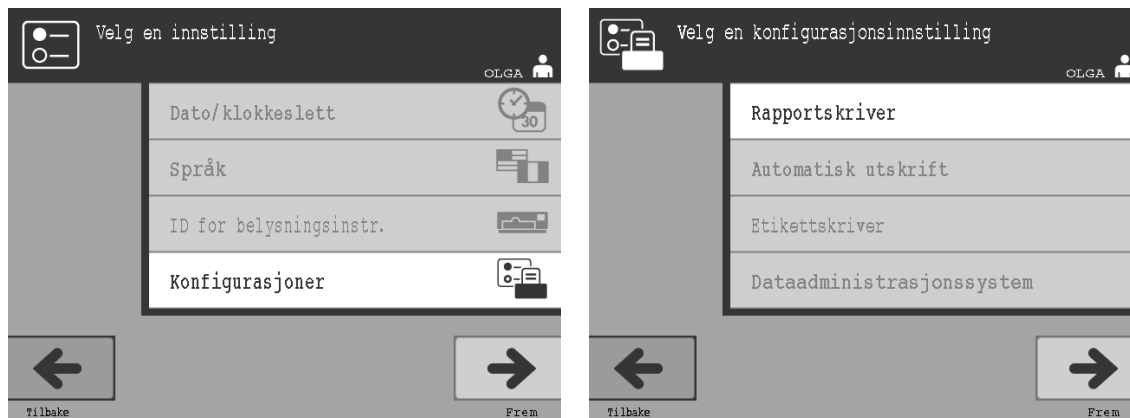 Velg en innstilling
OLGA
Dato/klokkeslett
30
Språk
ID for belysningsinstr.
Konfigurasjoner
Tilbake
Frem
Velg en konfigurasjonsinnstilling
OLGA
Rapportskriver
Automatisk utskrift
Etikettskriver
Dataadministrasjonssystem
Tilbake
Frem